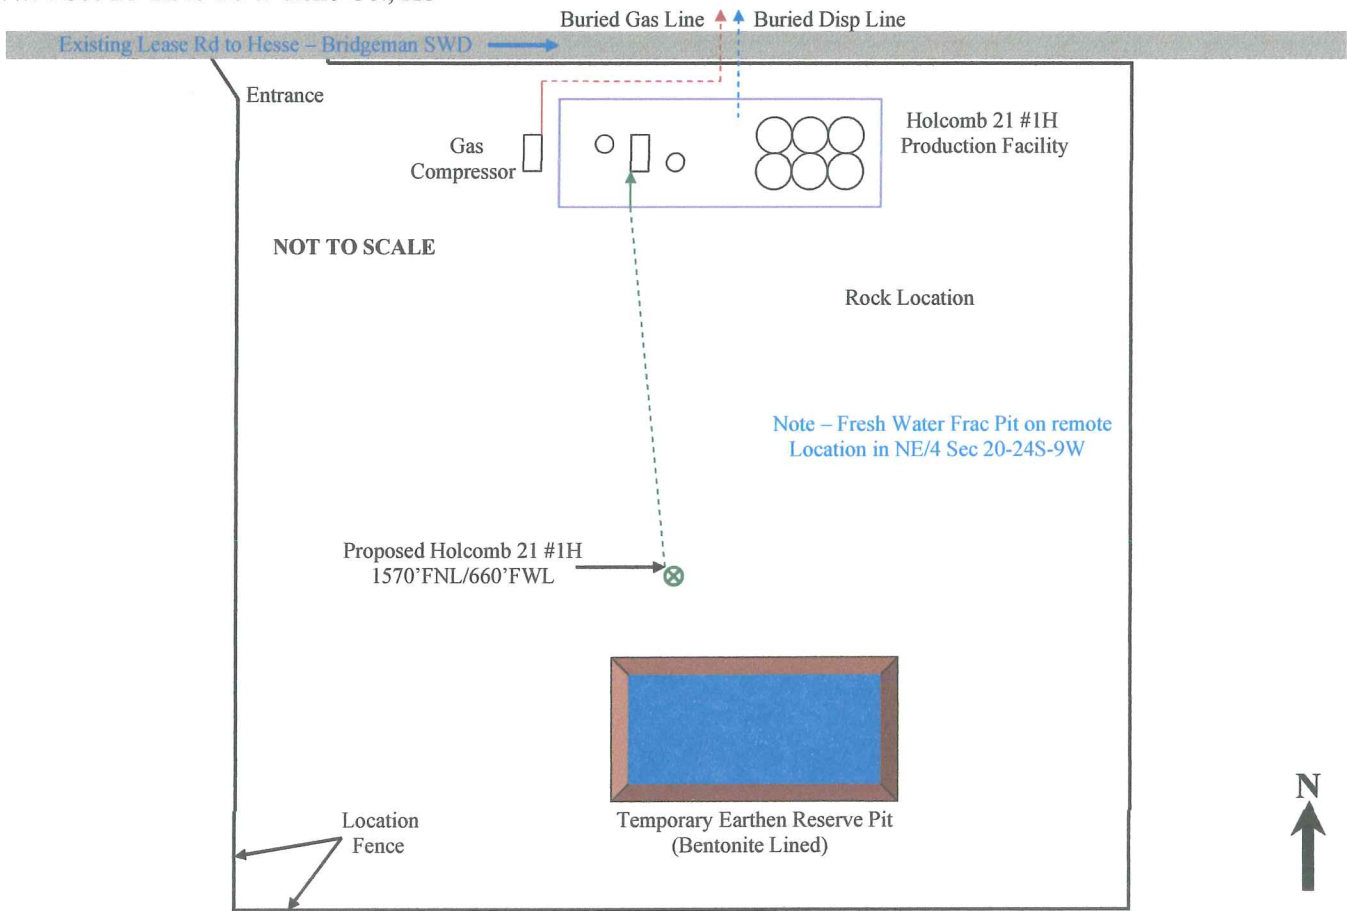 Buried Gas Line
Buried Disp Line
Existing Lease Rd to Hesse – Bridgeman SWD
Entrance
Gas
Compressor
Holcomb 21 #1H
Production Facility
NOT TO SCALE
Rock Location
Note – Fresh Water Frac Pit on remote
Location in NE/4 Sec 20-24S-9W
Proposed Holcomb 21 #1H
1570'FNL/660'FWL
Temporary Earthen Reserve Pit
(Bentonite Lined)
Location
Fence
N